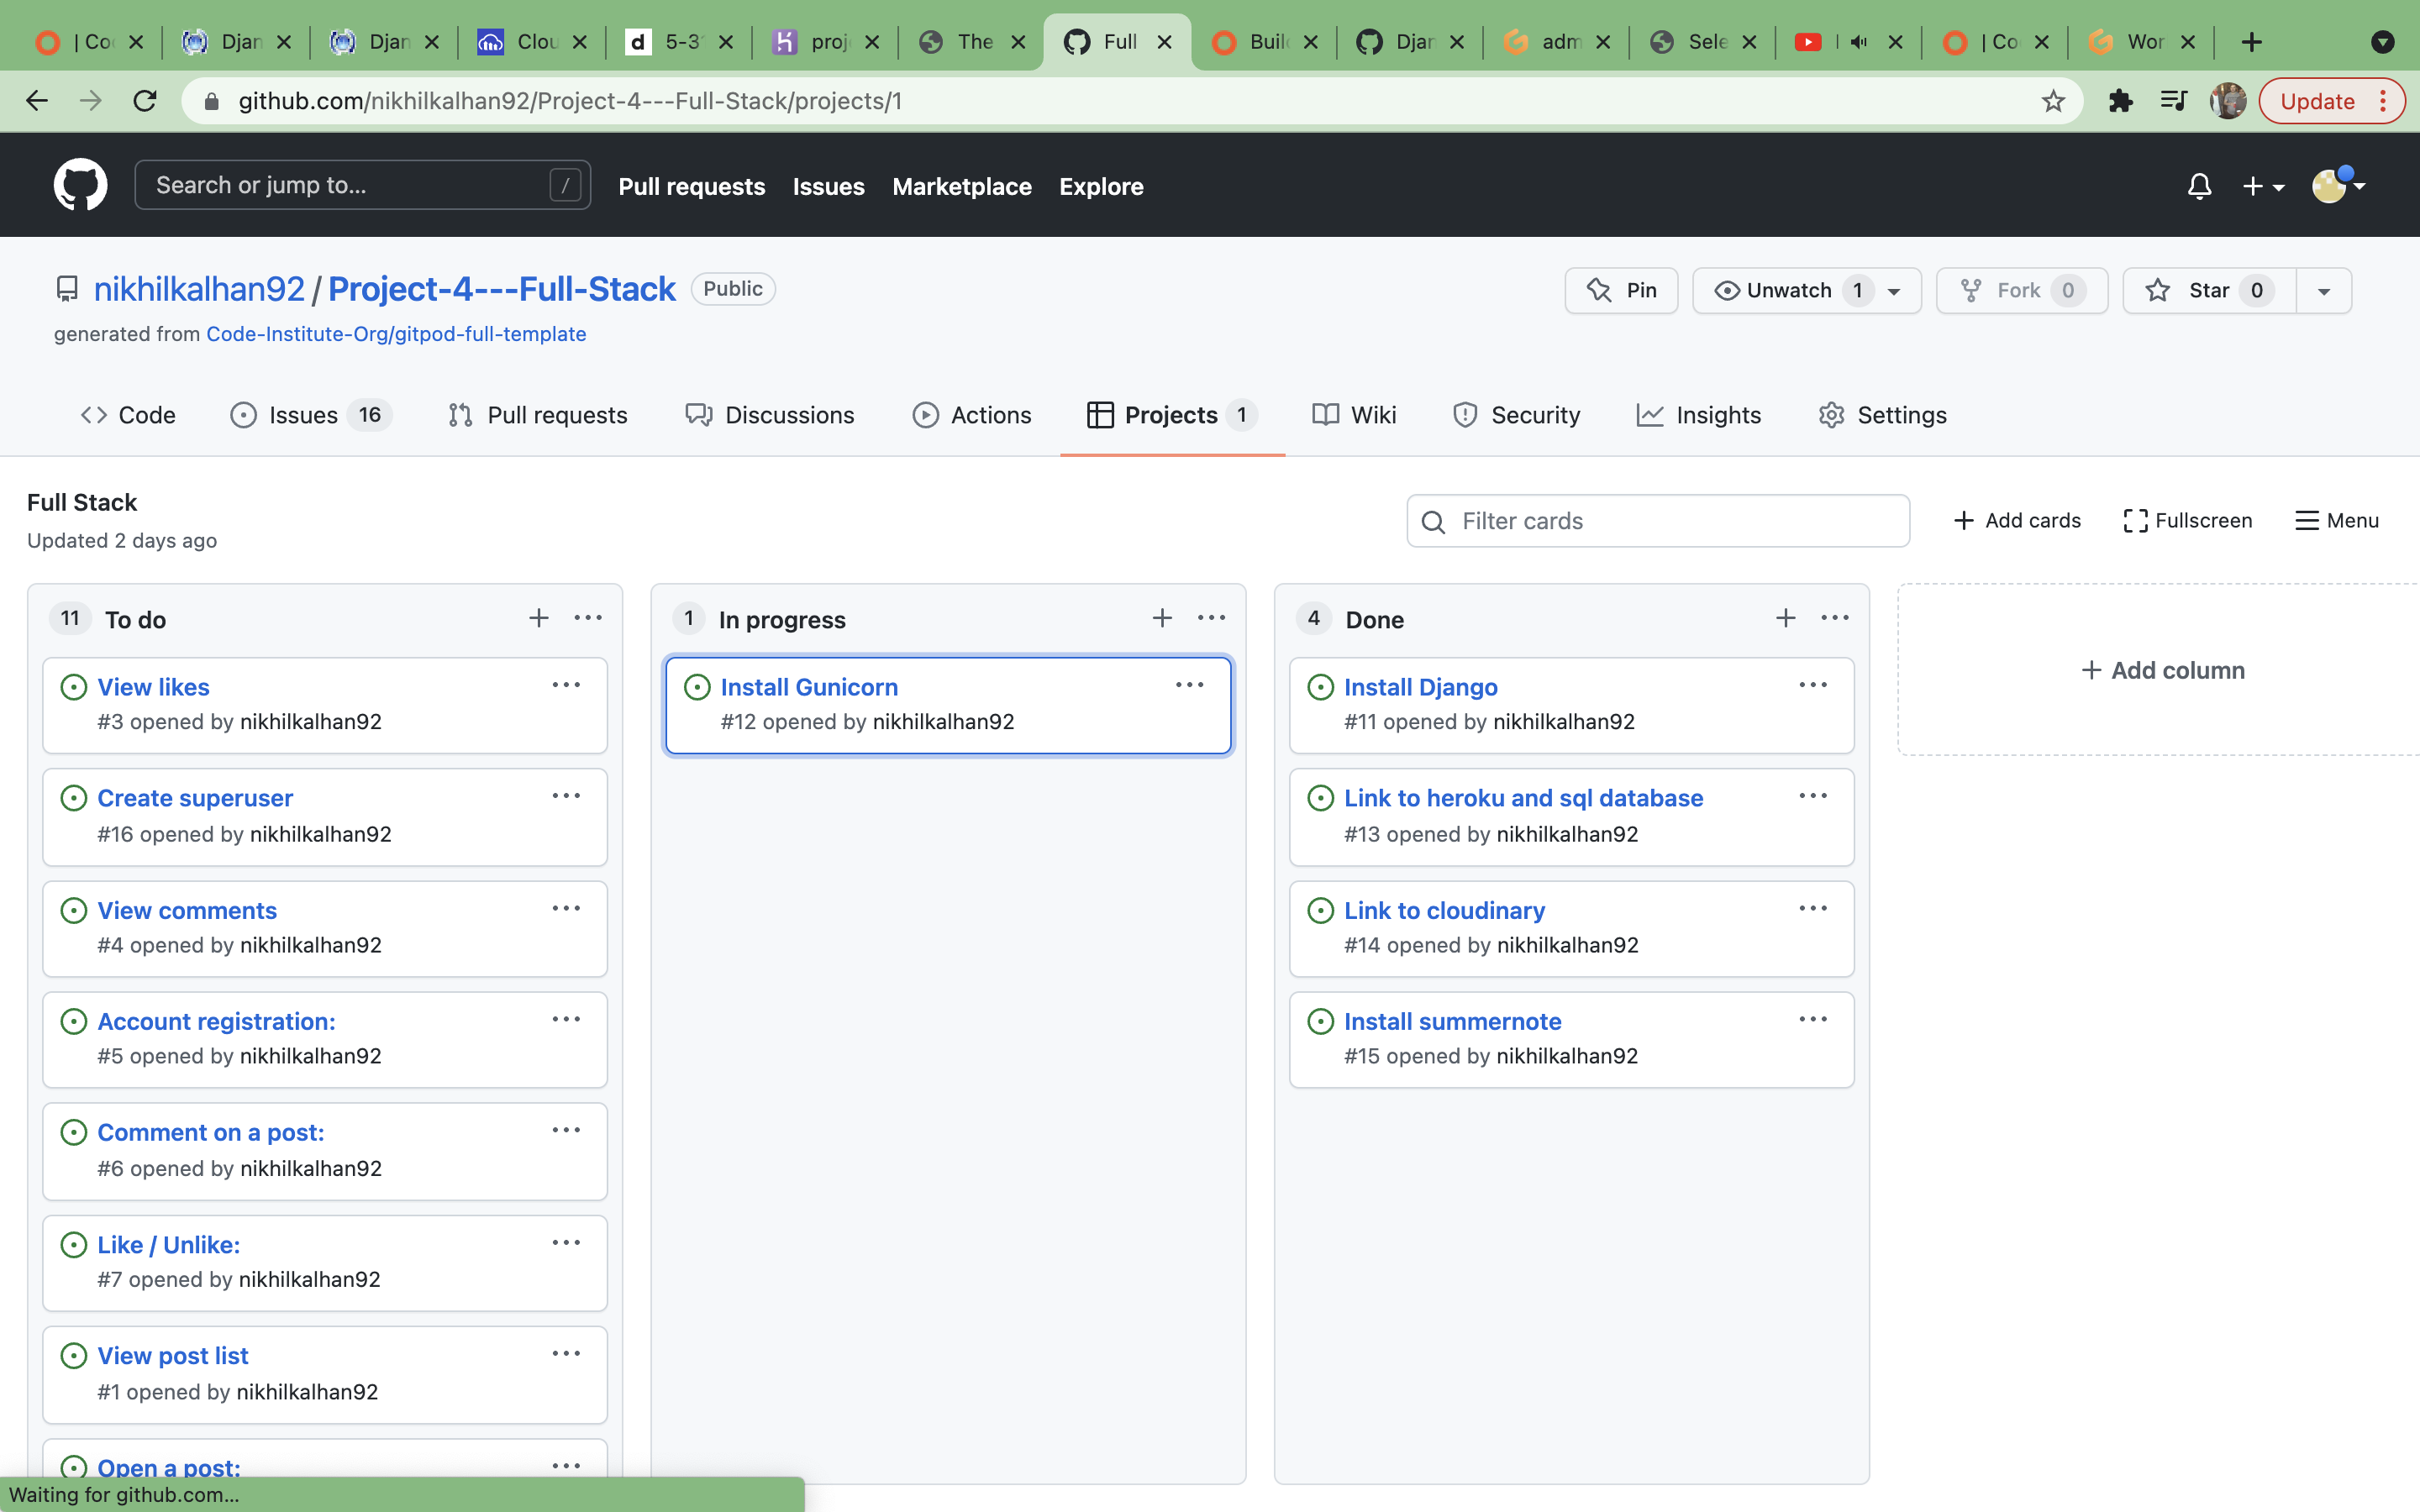 | Co
Djan
Djan
Clou
d 5-3
proj
The
Full
Buil
Djan
adm
Sele
| Co
Wor
github.com/nikhilkalhan92/Project-4---Full-Stack/projects/1
Update
Search or jump to... /
Pull requests
Issues
Marketplace
Explore
nikhilkalhan92 / Project-4---Full-Stack Public
Pin
Unwatch 1
Fork 0
Star 0
generated from Code-Institute-Org/gitpod-full-template
Code
Issues 16
Pull requests
Discussions
Actions
Projects 1
Wiki
Security
Insights
Settings
Full Stack
Updated 2 days ago
Filter cards
+ Add cards
Fullscreen
Menu
11 To do
View likes
#3 opened by nikhilkalhan92
Create superuser
#16 opened by nikhilkalhan92
View comments
#4 opened by nikhilkalhan92
Account registration:
#5 opened by nikhilkalhan92
Comment on a post:
#6 opened by nikhilkalhan92
Like / Unlike:
#7 opened by nikhilkalhan92
View post list
#1 opened by nikhilkalhan92
Open a post:
1 In progress
Install Gunicorn
#12 opened by nikhilkalhan92
4 Done
Install Django
#11 opened by nikhilkalhan92
Link to heroku and sql database
#13 opened by nikhilkalhan92
Link to cloudinary
#14 opened by nikhilkalhan92
Install summernote
#15 opened by nikhilkalhan92
+ Add column
Waiting for github.com...